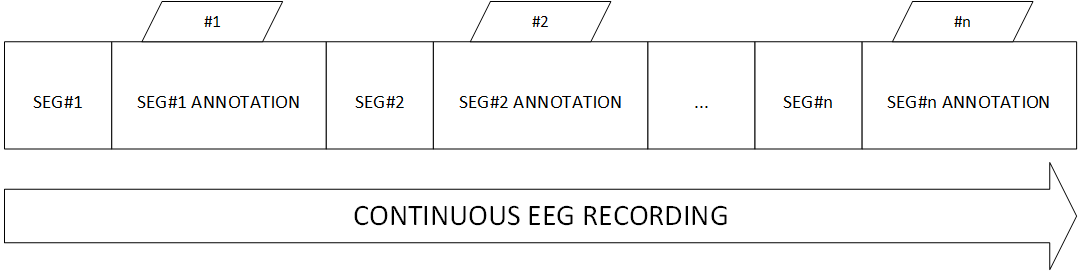 #1
#2
#n
SEG#1
SEG#1 ANNOTATION
SEG#2
SEG#2 ANNOTATION
...
SEG#n
SEG#n ANNOTATION
CONTINUOUS EEG RECORDING